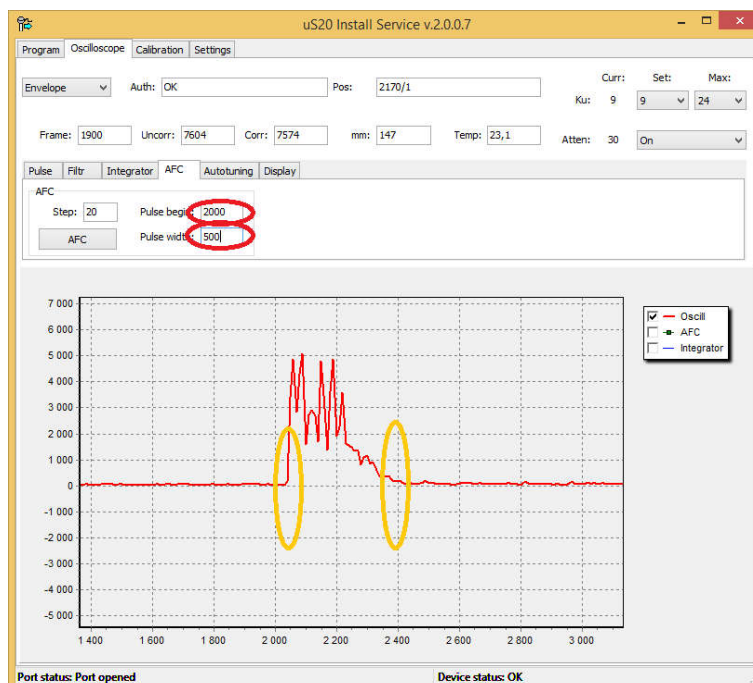 uS20 Install Service v.2.0.0.7
Program Oscilloscope Calibration Settings
Curr: Set: Max:
Envelope Auth: OK Pos: 2170/1
Ku: 9 9 24
Frame: 1900 Uncorr: 7604 Corr: 7574 mm: 147 Temp: 23,1 Atten: 30 On
Pulse Filtr Integrator AFC Autotuning Display
AFC
Step: 20 Pulse begin: 2000
AFC Pulse width: 500
7 000
6 000
5 000
4 000
3 000
2 000
1 000
0
-1 000
-2 000
-3 000
-4 000
-5 000
1 400 1 600 1 800 2 000 2 200 2 400 2 600 2 800 3 000
Oscill
AFC
Integrator
Port status: Port opened Device status: OK